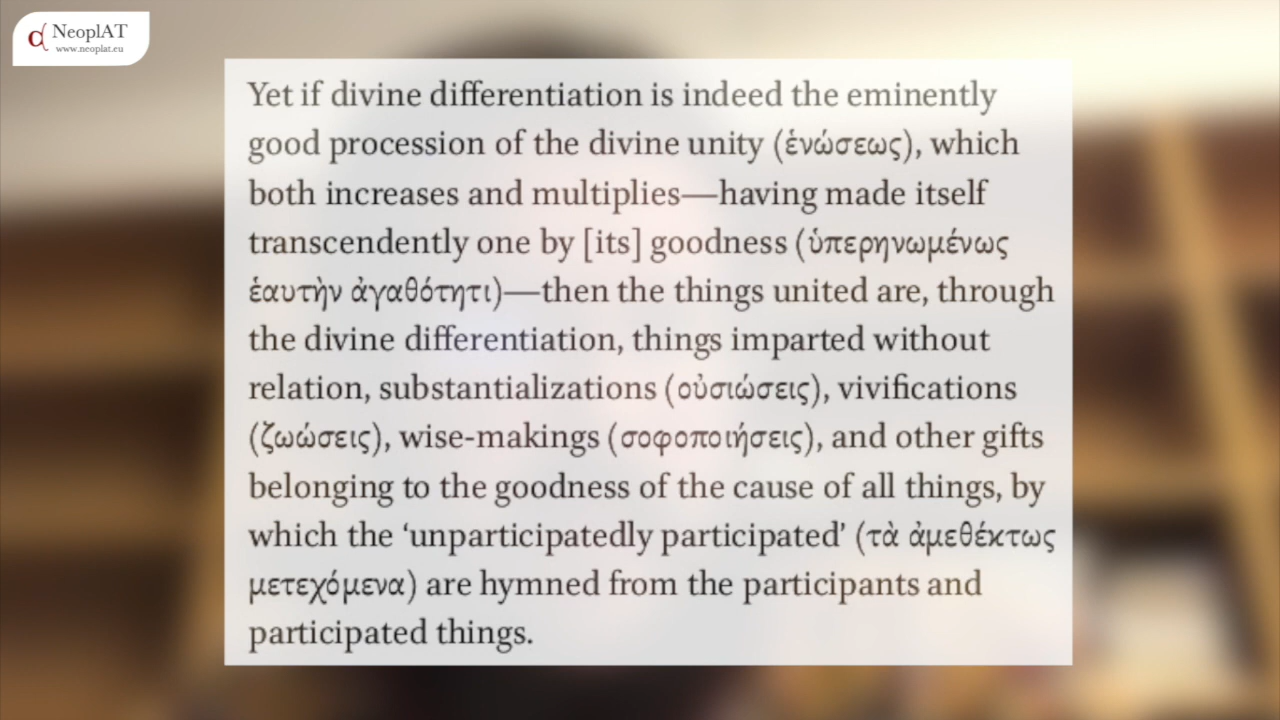 NeoplAT
www.neoplat.eu
Yet if divine differentiation is indeed the eminently
good procession of the divine unity (ἑνώσεως), which
both increases and multiplies—having made itself
transcendently one by [its] goodness (ὑπερηνωμένως
ἑαυτὴν ἀγαθότητι)—then the things united are, through
the divine differentiation, things imparted without
relation, substantializations (οὐσιώσεις), vivifications
(ζωώσεις), wise-makings (σοφοποιήσεις), and other gifts
belonging to the goodness of the cause of all things, by
which the ‘unparticipatedly participated’ (τὰ ἀμεθέκτως
μετεχόμενα) are hymned from the participants and
participated things.